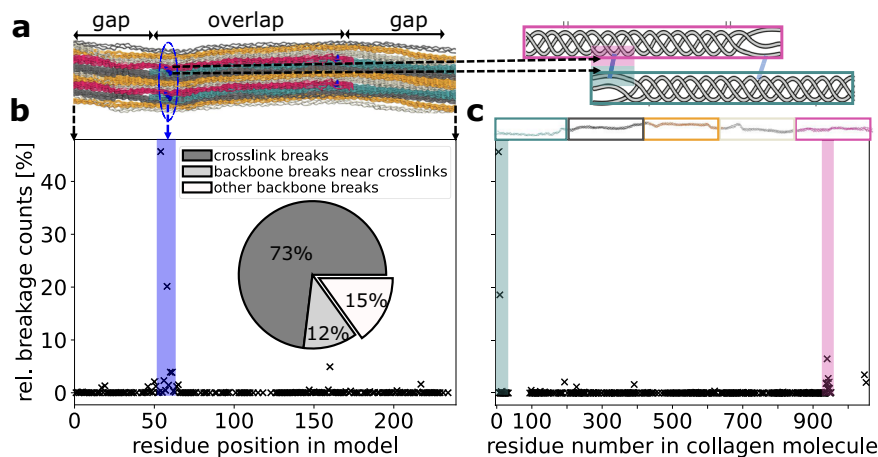 a
gap
overlap
gap
b
c
rel. breakage counts [%]
40
20
0
crosslink breaks
backbone breaks near crosslinks
other backbone breaks
73%
15%
12%
0
50
100
150
200
residue position in model
0
100
300
500
700
900
residue number in collagen molecule